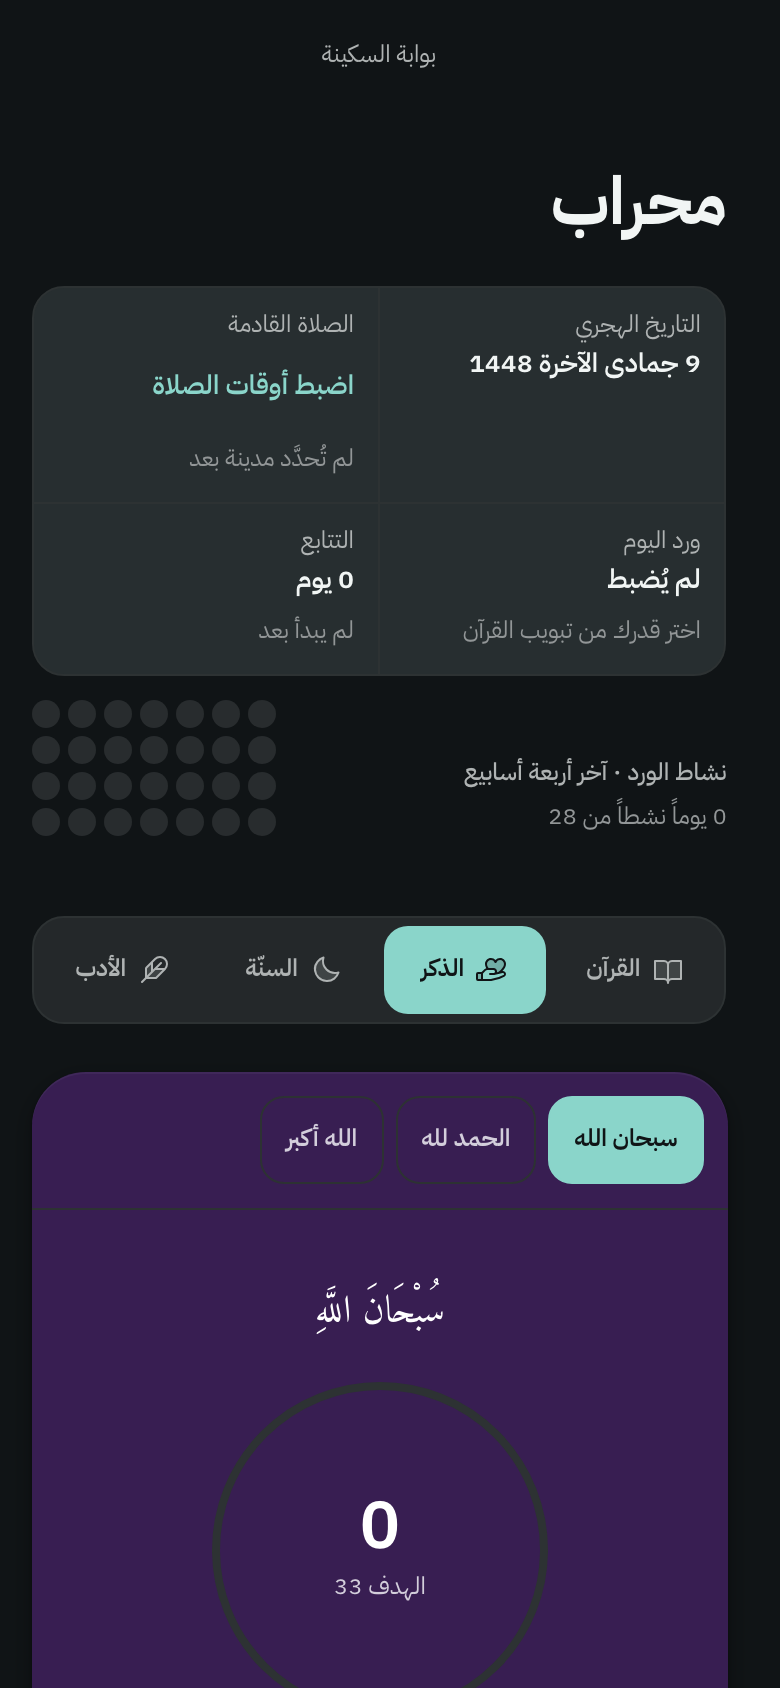 بوابة السكينة
محراب
التاريخ الهجري
9 جمادى الآخرة 1448
الصلاة القادمة
اضبط أوقات الصلاة
لم تُحدَّد مدينة بعد
ورد اليوم
لم يُضبط
اختر قدرك من تبويب القرآن
التتابع
0 يوم
لم يبدأ بعد
نشاط الورد · آخر أربعة أسابيع
0 يوماً نشطاً من 28
القرآن
الذكر
السنّة
الأدب
سبحان الله
الحمد لله
الله أكبر
سُبْحَانَ اللَّهِ
0
الهدف 33